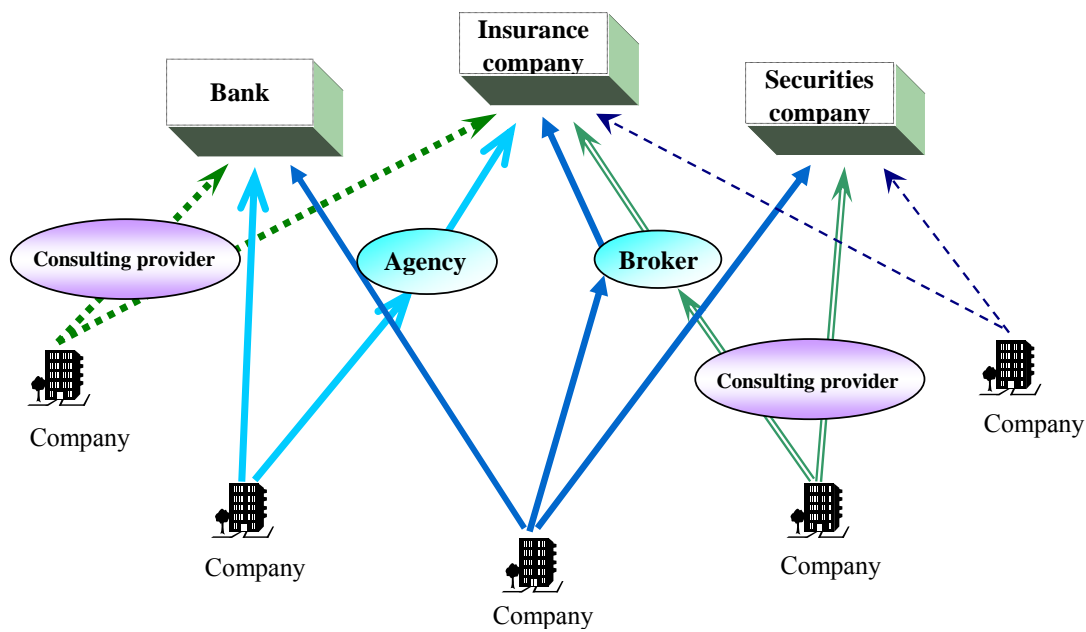 Insurance
company
Bank
Securities
company
Consulting provider
Agency
Broker
Consulting provider
Company
Company
Company
Company
Company